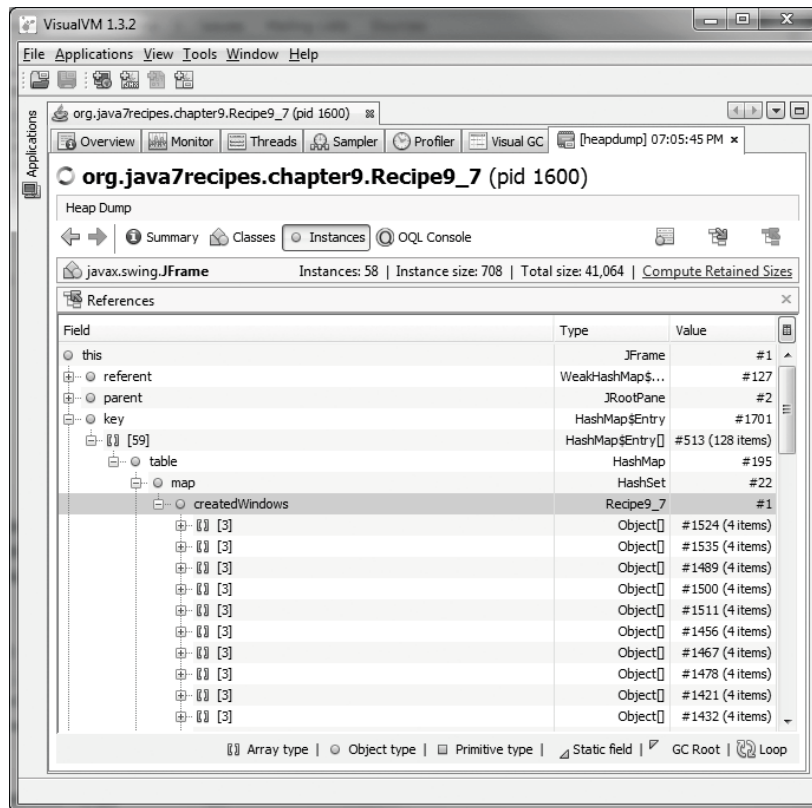 VisualVM 1.3.2
File Applications View Tools Window Help
Applications
org.java7recipes.chapter9.Recipe9_7 (pid 1600)
Overview Monitor Threads Sampler Profiler Visual GC [heapdump] 07:05:45 PM
org.java7recipes.chapter9.Recipe9_7 (pid 1600)
Heap Dump
Summary Classes Instances OQL Console
javax.swing.JFrame Instances: 58 | Instance size: 708 | Total size: 41,064 | Compute Retained Sizes
References
Field Type Value
this JFrame #1
referent WeakHashMap$... #127
parent JRootPane #2
key HashMap$Entry #1701
[59] HashMap$Entry[] #513 (128 items)
table HashMap #195
map HashSet #22
createdWindows Recipe9_7 #1
[3] Object[] #1524 (4 items)
[3] Object[] #1535 (4 items)
[3] Object[] #1489 (4 items)
[3] Object[] #1500 (4 items)
[3] Object[] #1511 (4 items)
[3] Object[] #1456 (4 items)
[3] Object[] #1467 (4 items)
[3] Object[] #1478 (4 items)
[3] Object[] #1421 (4 items)
[3] Object[] #1432 (4 items)
Array type | Object type | Primitive type | Static field | GC Root | Loop